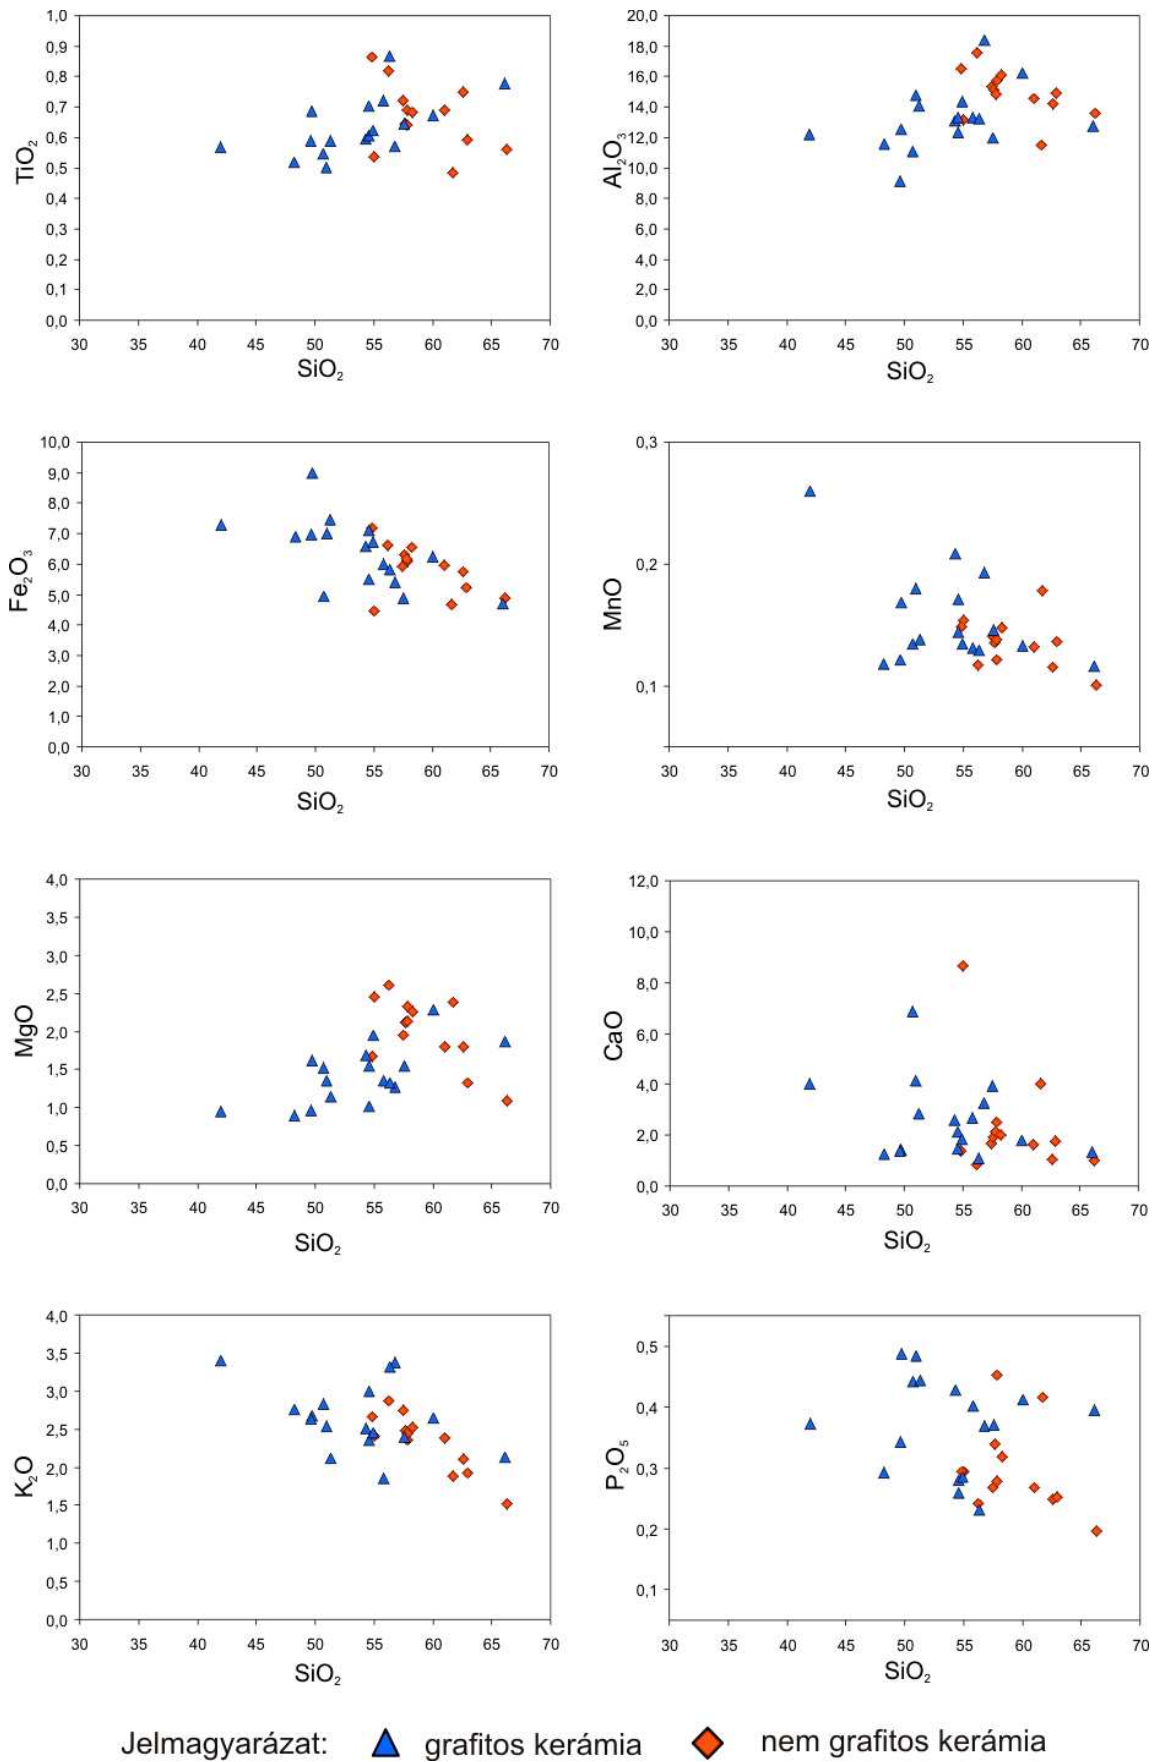 1,0
0,9
0,8
0,7
0,6
0,5
0,4
0,3
0,2
0,1
0,0
TiO₂
30 35 40 45 50 55 60 65 70
SiO₂
20,0
18,0
16,0
14,0
12,0
10,0
8,0
6,0
4,0
2,0
0,0
Al₂O₃
30 35 40 45 50 55 60 65 70
SiO₂
10,0
9,0
8,0
7,0
6,0
5,0
4,0
3,0
2,0
1,0
0,0
Fe₂O₃
30 35 40 45 50 55 60 65 70
SiO₂
0,3
0,2
0,1
MnO
30 35 40 45 50 55 60 65 70
SiO₂
4,0
3,5
3,0
2,5
2,0
1,5
1,0
0,5
0,0
MgO
30 35 40 45 50 55 60 65 70
SiO₂
12,0
10,0
8,0
6,0
4,0
2,0
0,0
CaO
30 35 40 45 50 55 60 65 70
SiO₂
4,0
3,5
3,0
2,5
2,0
1,5
1,0
0,5
0,0
K₂O
30 35 40 45 50 55 60 65 70
SiO₂
0,5
0,4
0,3
0,2
0,1
P₂O₅
30 35 40 45 50 55 60 65 70
SiO₂
Jelmagyarázat: grafitos kerámia nem grafitos kerámia